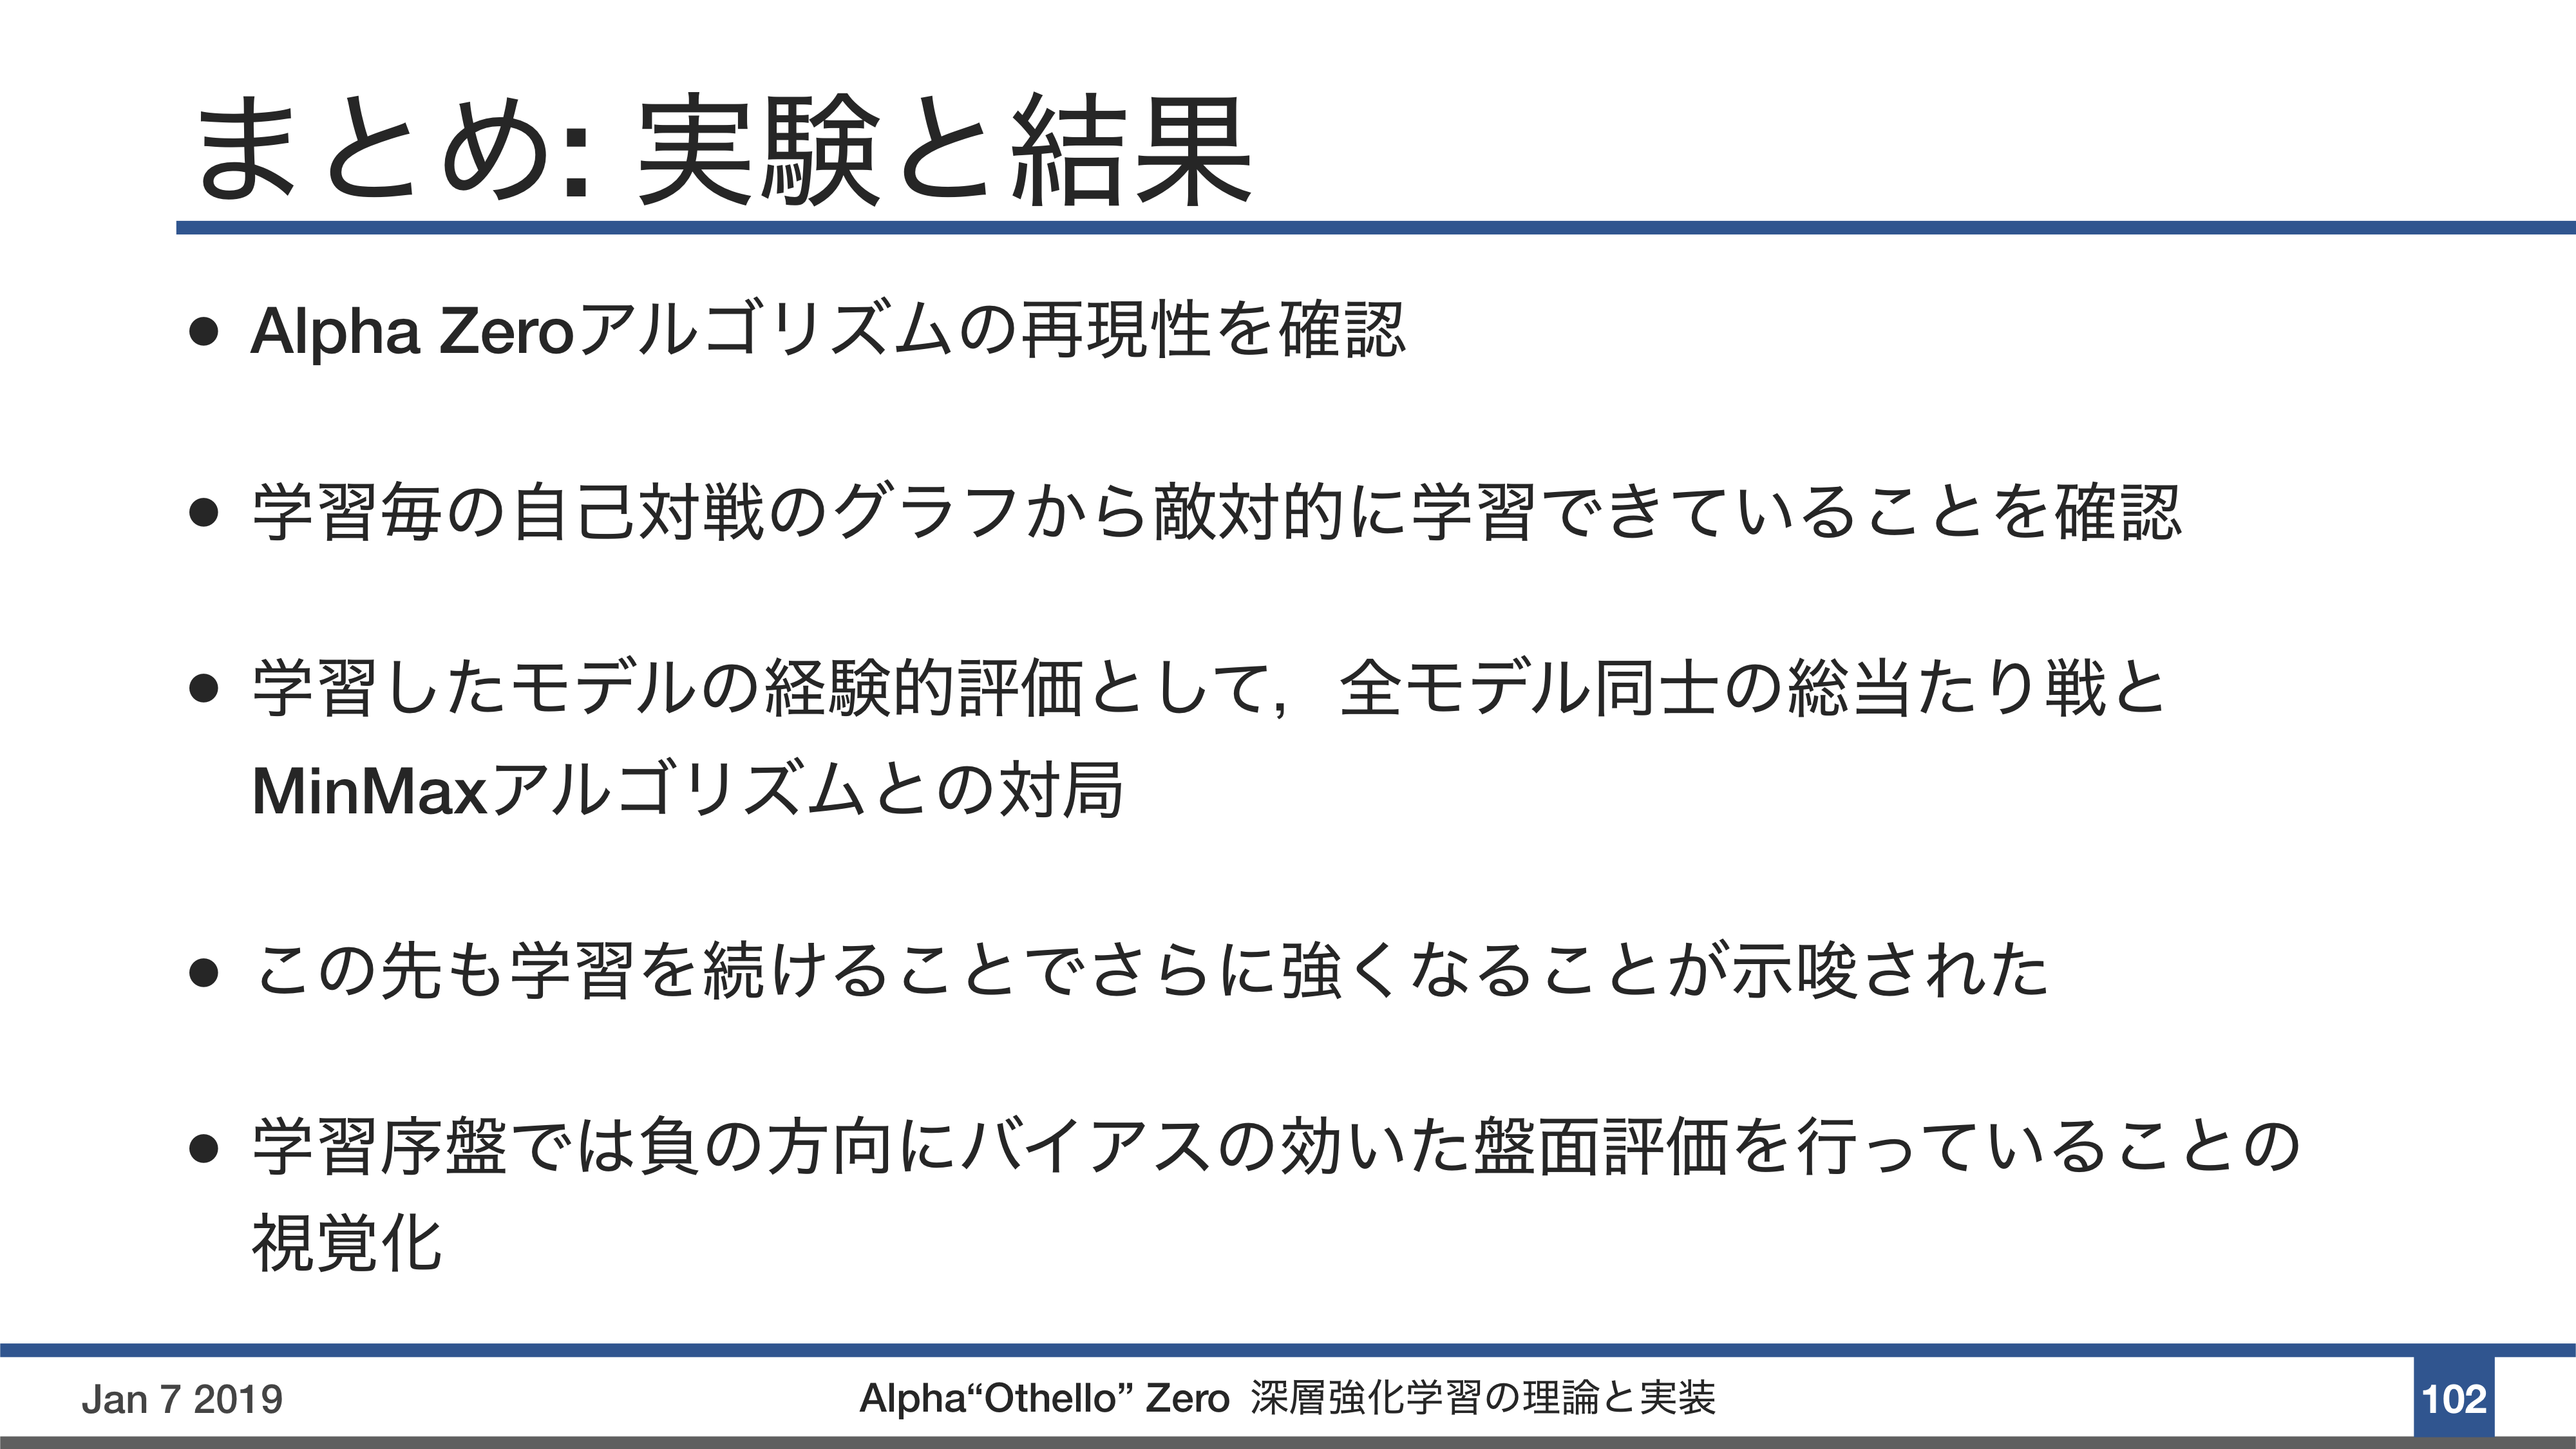 まとめ: 実験と結果
● Alpha Zeroアルゴリズムの再現性を確認
● 学習毎の自己対戦のグラフから敵対的に学習できていることを確認
● 学習したモデルの経験的評価として，全モデル同士の総当たり戦と
MinMaxアルゴリズムとの対局
● この先も学習を続けることでさらに強くなることが示唆された
● 学習序盤では負の方向にバイアスの効いた盤面評価を行っていることの
視覚化
Jan 7 2019
Alpha“Othello” Zero 深層強化学習の理論と実装
102